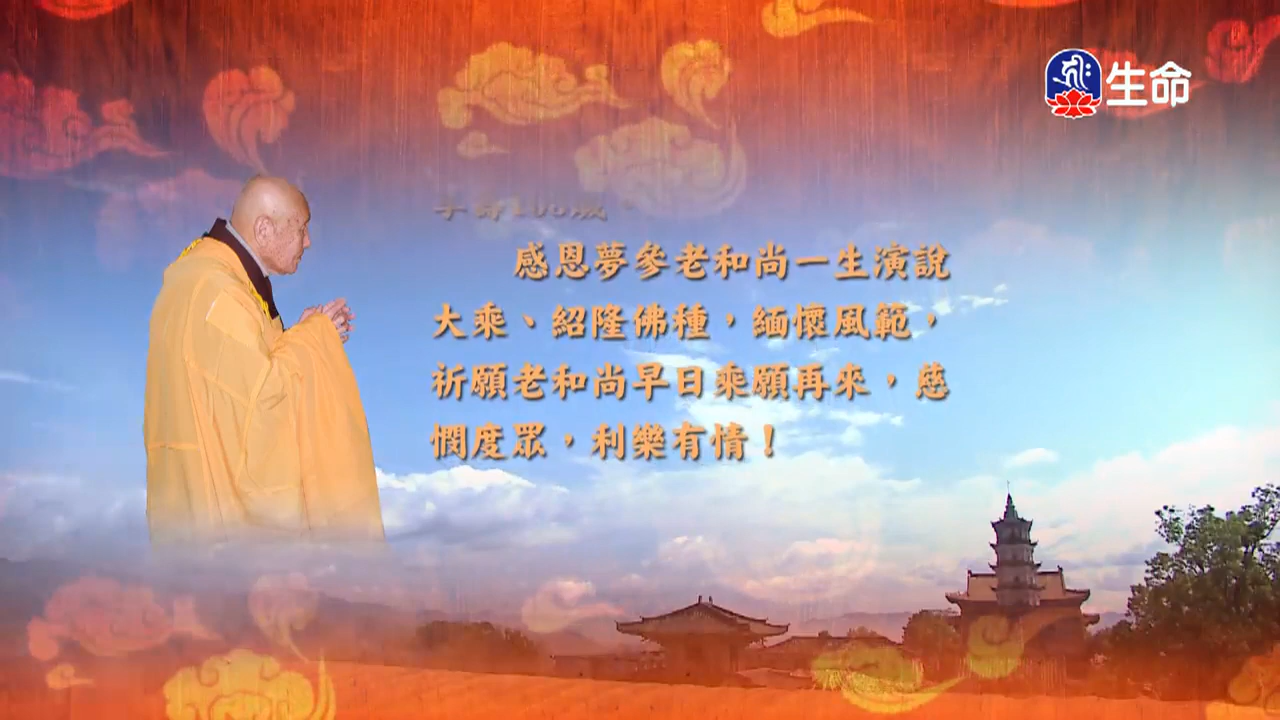 生命
感恩夢參老和尚一生演說
大乘、紹隆佛種，緬懷風範，
祈願老和尚早日乘願再來，慈
憫度眾，利樂有情！